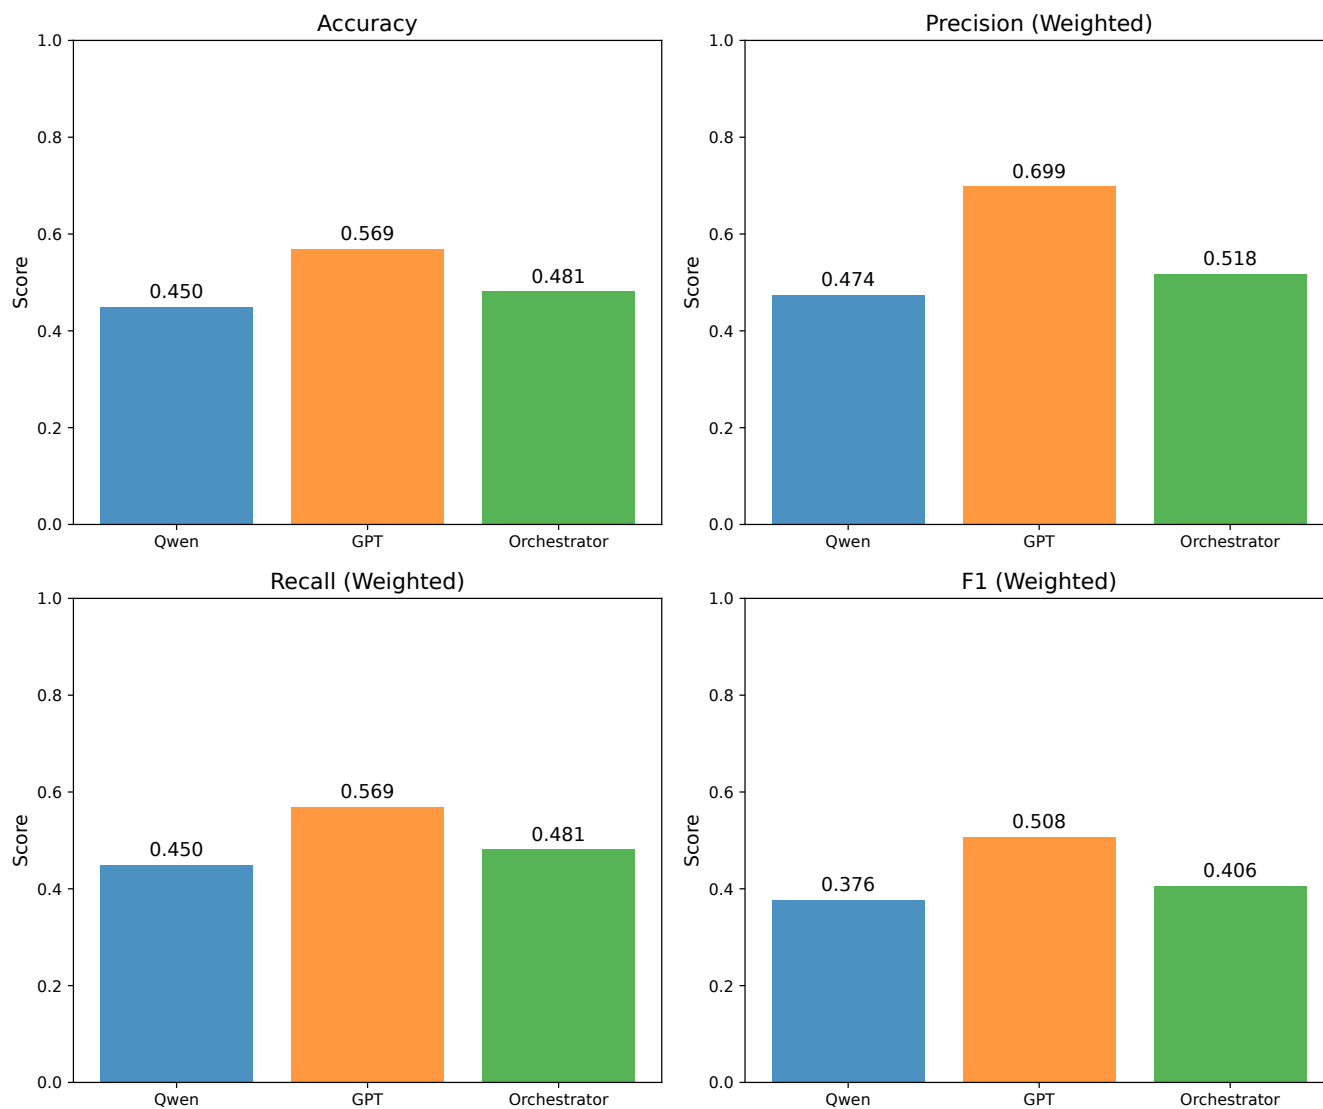 Accuracy
1.0
0.8
0.6
0.4
0.2
0.0
Score
0.450
0.569
0.481
Qwen
GPT
Orchestrator
Precision (Weighted)
1.0
0.8
0.6
0.4
0.2
0.0
Score
0.474
0.699
0.518
Qwen
GPT
Orchestrator
Recall (Weighted)
1.0
0.8
0.6
0.4
0.2
0.0
Score
0.450
0.569
0.481
Qwen
GPT
Orchestrator
F1 (Weighted)
1.0
0.8
0.6
0.4
0.2
0.0
Score
0.376
0.508
0.406
Qwen
GPT
Orchestrator